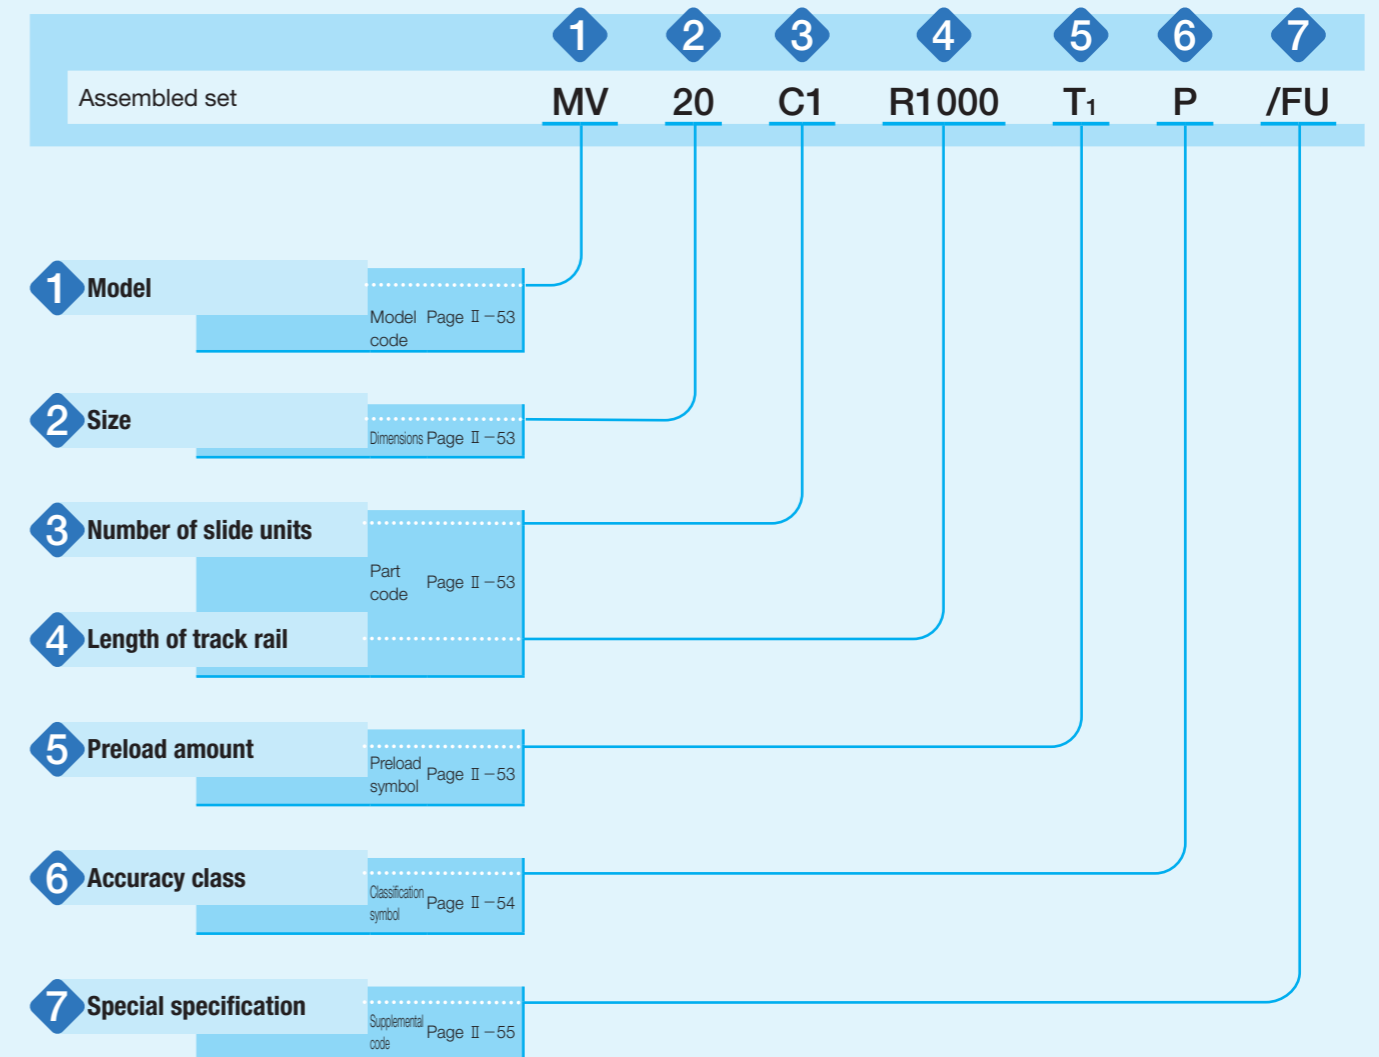 1 2 3 4 5 6 7
Assembled set MV 20 C1 R1000 T1 P /FU
1 Model
Model code Page Ⅱ-53
2 Size
Dimensions Page Ⅱ-53
3 Number of slide units
Part code Page Ⅱ-53
4 Length of track rail
5 Preload amount
Preload symbol Page Ⅱ-53
6 Accuracy class
Classification symbol Page Ⅱ-54
7 Special specification
Supplemental code Page Ⅱ-55